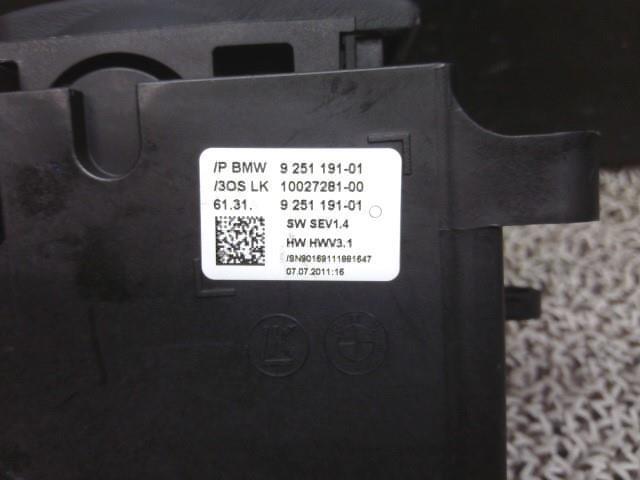 /P BMW 9 251 191-01
/3OS LK 10027281-00
61.31. 9 251 191-01
SW SEV1.4
HW HWV3.1
/SN90169111881647
07.07.2011:16
LK